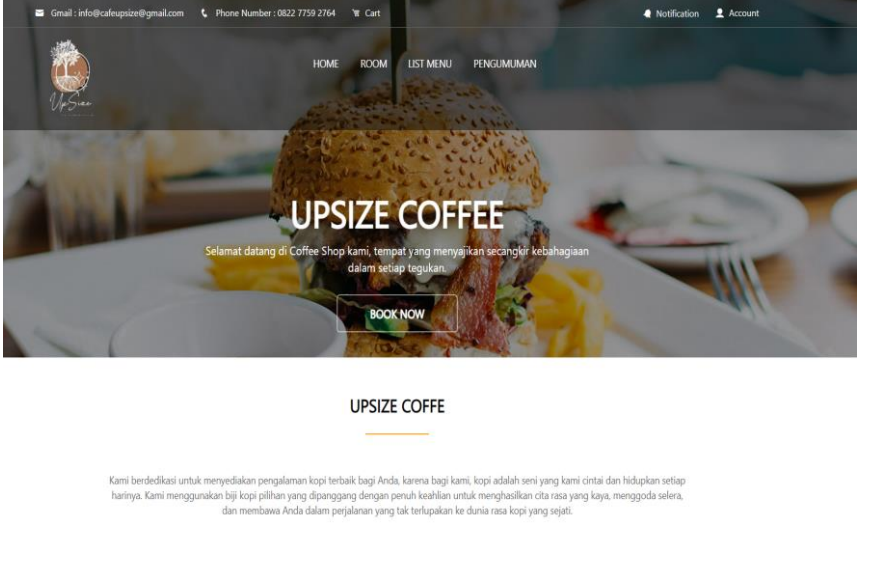 Gmail : info@cafeupsize@gmail.com Phone Number : 0822 7759 2764 Cart Notification Account
UpSize
HOME ROOM LIST MENU PENGUMUMAN
UPSIZE COFFEE
Selamat datang di Coffee Shop kami, tempat yang menyajikan secangkir kebahagiaan
dalam setiap tegukan.
BOOK NOW
UPSIZE COFFE
Kami berdedikasi untuk menyediakan pengalaman kopi terbaik bagi Anda, karena bagi kami, kopi adalah seni yang kami cintai dan hidupkan setiap
harinya. Kami menggunakan biji kopi pilihan yang dipanggang dengan penuh keahlian untuk menghasilkan cita rasa yang kaya, menggoda selera,
dan membawa Anda dalam perjalanan yang tak terlupakan ke dunia rasa kopi yang sejati.